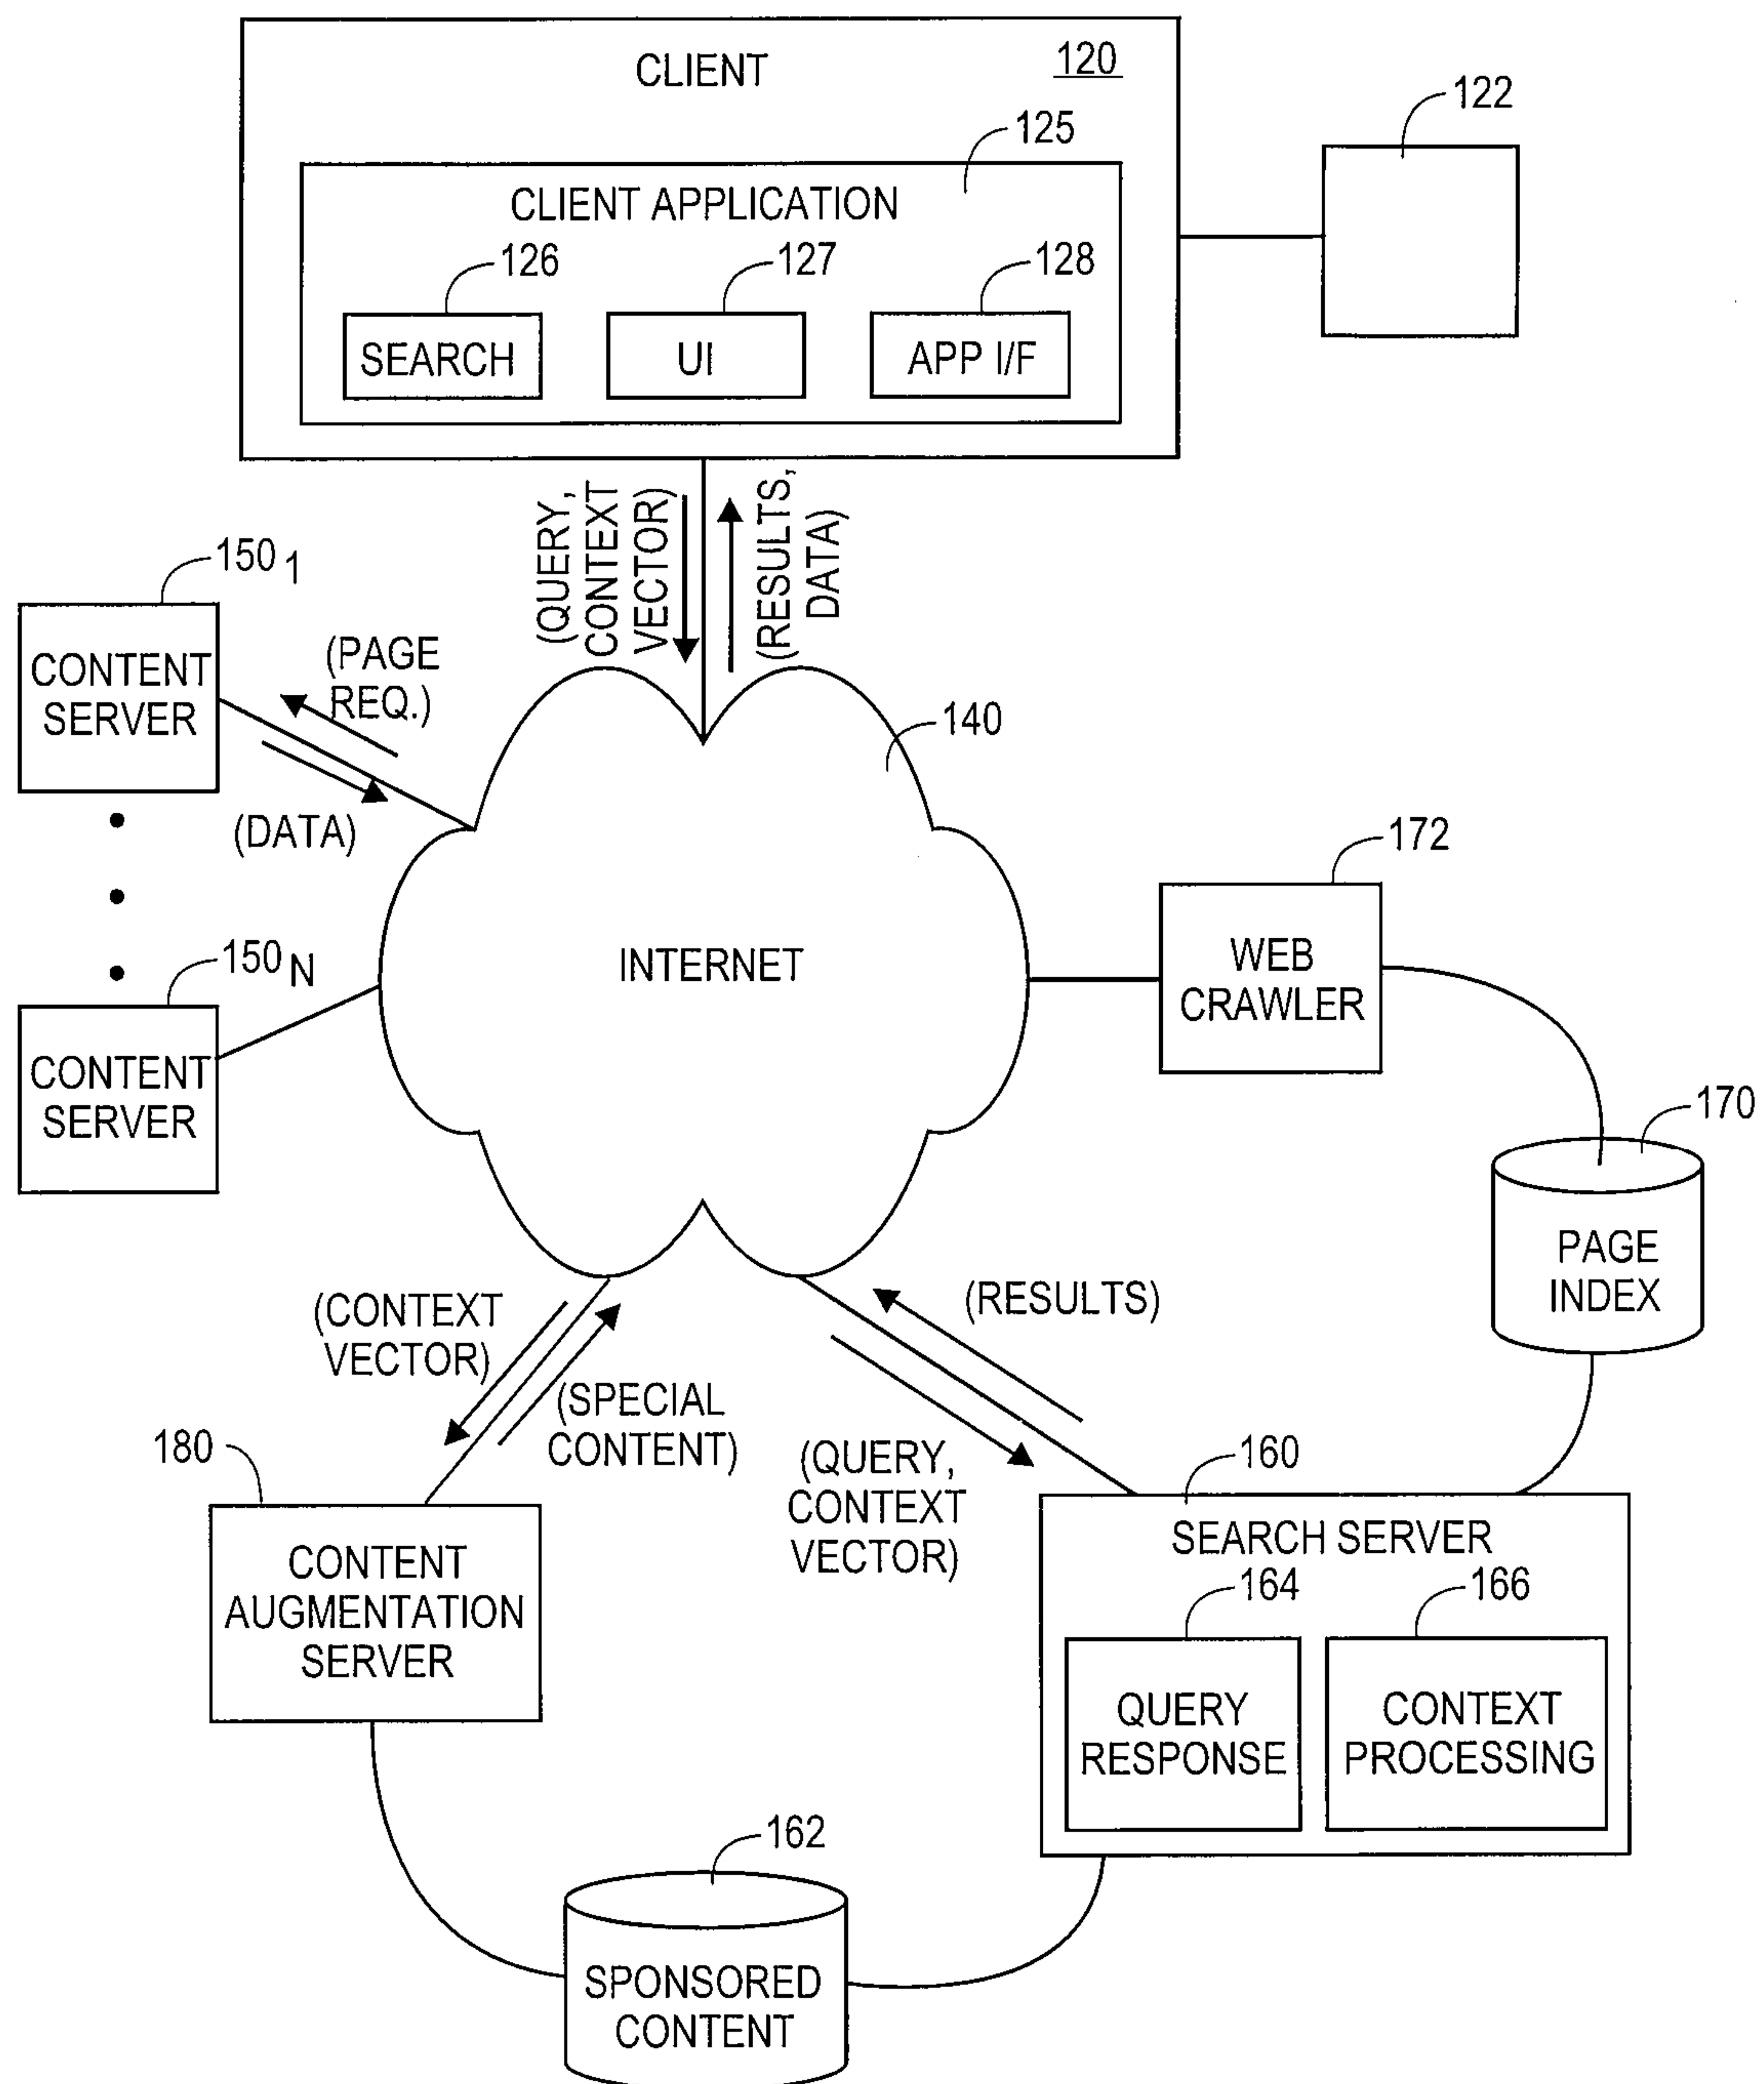 CLIENT
120
122
125
CLIENT APPLICATION
126
127
128
SEARCH
UI
APP I/F
(QUERY,
CONTEXT
VECTOR)
(RESULTS,
DATA)
150 1
CONTENT
SERVER
(PAGE
REQ.)
(DATA)
140
INTERNET
172
WEB
CRAWLER
150 N
CONTENT
SERVER
170
PAGE
INDEX
(CONTEXT
VECTOR)
(SPECIAL
CONTENT)
(RESULTS)
(QUERY,
CONTEXT
VECTOR)
180
CONTENT
AUGMENTATION
SERVER
160
SEARCH SERVER
164
166
QUERY
RESPONSE
CONTEXT
PROCESSING
162
SPONSORED
CONTENT